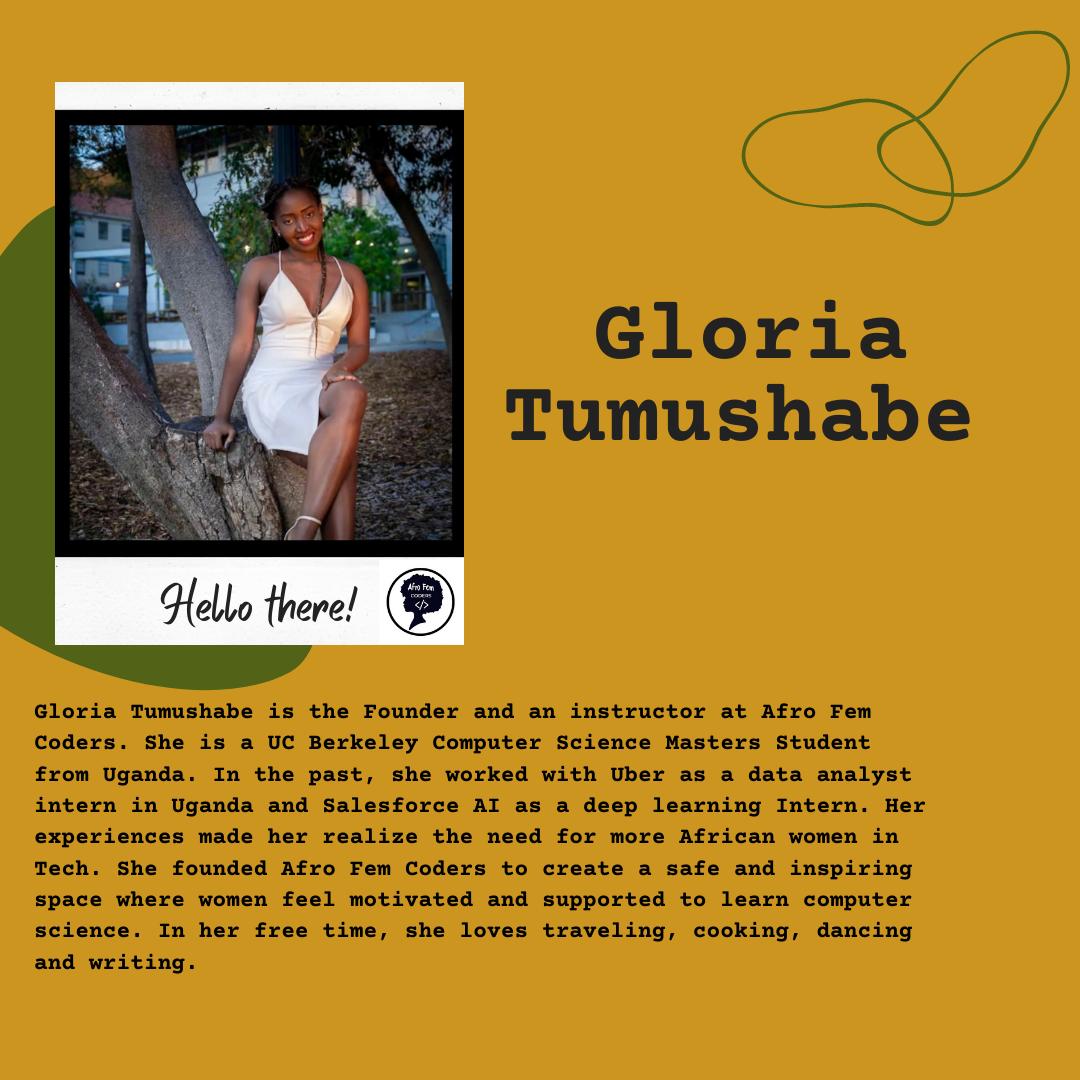 Gloria
Tumushabe
Hello there!
Afro Fem
CODERS
</>
Gloria Tumushabe is the Founder and an instructor at Afro Fem
Coders. She is a UC Berkeley Computer Science Masters Student
from Uganda. In the past, she worked with Uber as a data analyst
intern in Uganda and Salesforce AI as a deep learning Intern. Her
experiences made her realize the need for more African women in
Tech. She founded Afro Fem Coders to create a safe and inspiring
space where women feel motivated and supported to learn computer
science. In her free time, she loves traveling, cooking, dancing
and writing.